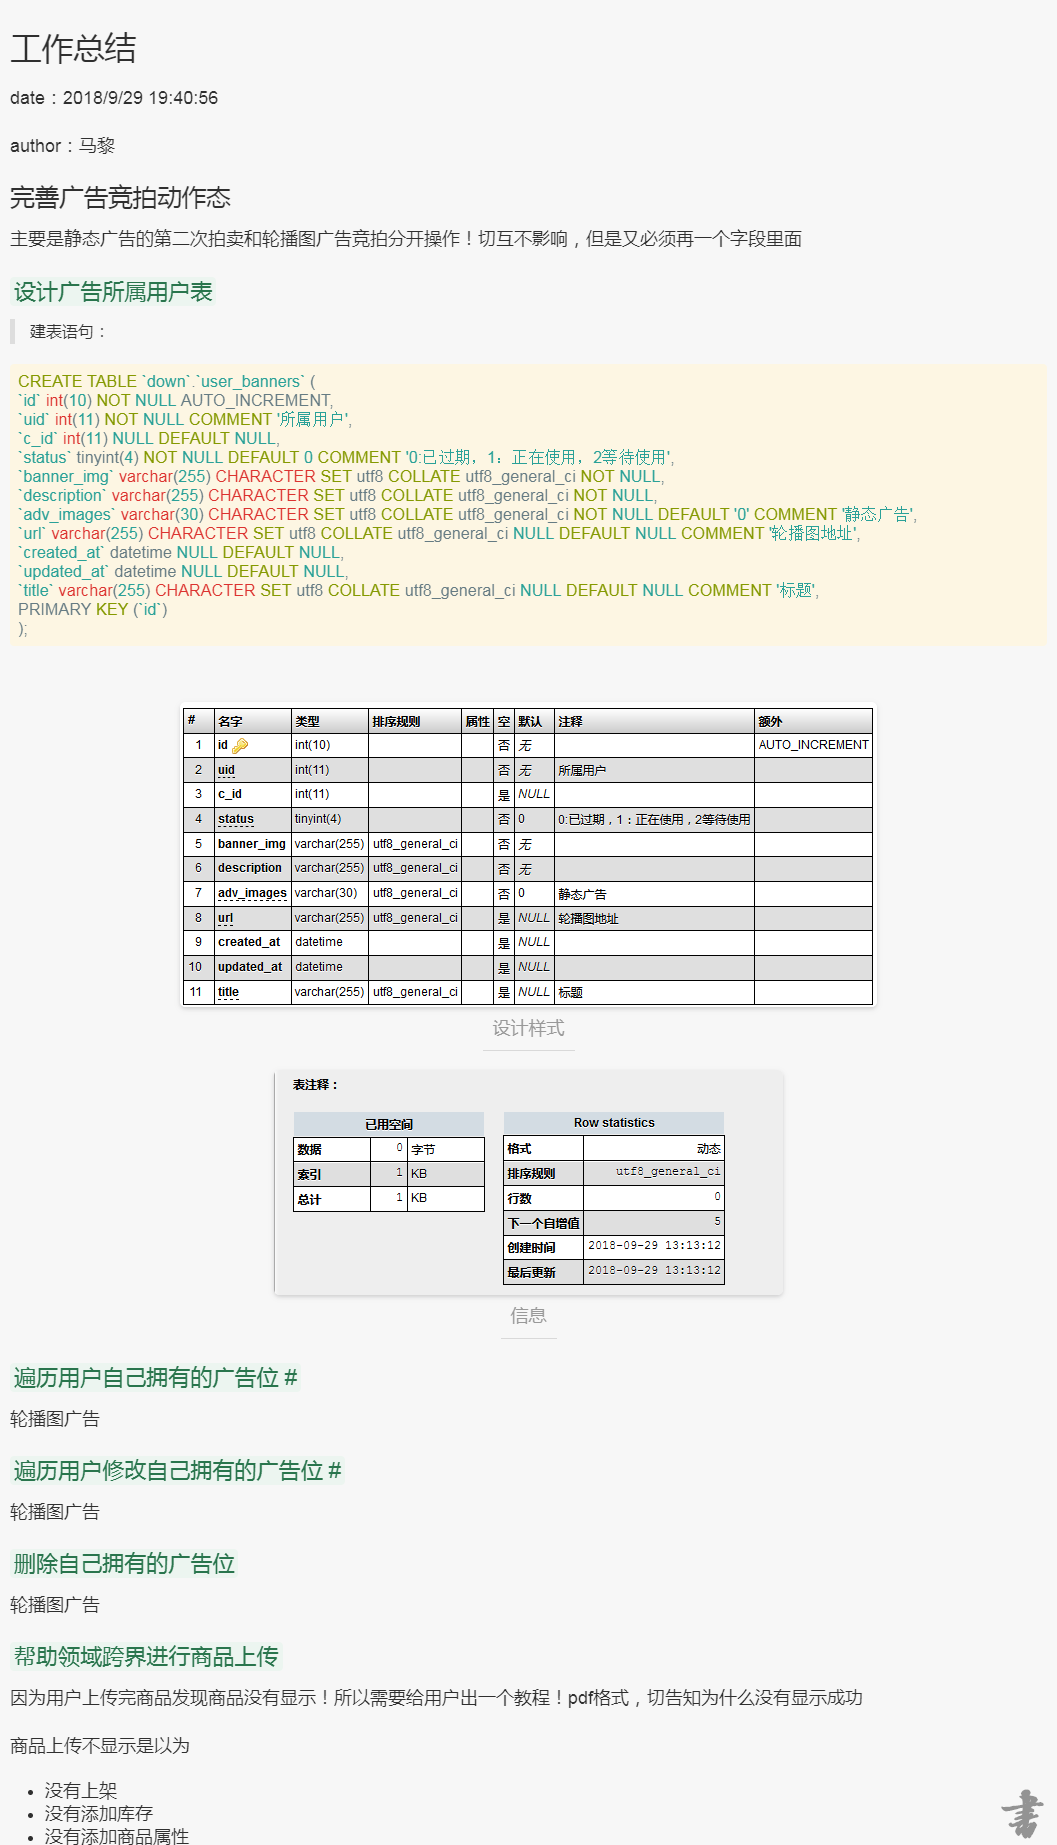 工作总结
date：2018/9/29 19:40:56
author：马黎
完善广告竞拍动作态
主要是静态广告的第二次拍卖和轮播图广告竞拍分开操作！切互不影响，但是又必须再一个字段里面
设计广告所属用户表
建表语句：
CREATE TABLE `down`.`user_banners` (
`id` int(10) NOT NULL AUTO_INCREMENT,
`uid` int(11) NOT NULL COMMENT '所属用户',
`c_id` int(11) NULL DEFAULT NULL,
`status` tinyint(4) NOT NULL DEFAULT 0 COMMENT '0:已过期，1：正在使用，2等待使用',
`banner_img` varchar(255) CHARACTER SET utf8 COLLATE utf8_general_ci NOT NULL,
`description` varchar(255) CHARACTER SET utf8 COLLATE utf8_general_ci NOT NULL,
`adv_images` varchar(30) CHARACTER SET utf8 COLLATE utf8_general_ci NOT NULL DEFAULT '0' COMMENT '静态广告',
`url` varchar(255) CHARACTER SET utf8 COLLATE utf8_general_ci NULL DEFAULT NULL COMMENT '轮播图地址',
`created_at` datetime NULL DEFAULT NULL,
`updated_at` datetime NULL DEFAULT NULL,
`title` varchar(255) CHARACTER SET utf8 COLLATE utf8_general_ci NULL DEFAULT NULL COMMENT '标题',
PRIMARY KEY (`id`)
);
# 名字 类型 排序规则 属性 空 默认 注释 额外
1 id int(10) 否 无 AUTO_INCREMENT
2 uid int(11) 否 无 所属用户
3 c_id int(11) 是 NULL
4 status tinyint(4) 否 0 0:已过期，1：正在使用，2等待使用
5 banner_img varchar(255) utf8_general_ci 否 无
6 description varchar(255) utf8_general_ci 否 无
7 adv_images varchar(30) utf8_general_ci 否 0 静态广告
8 url varchar(255) utf8_general_ci 是 NULL 轮播图地址
9 created_at datetime 是 NULL
10 updated_at datetime 是 NULL
11 title varchar(255) utf8_general_ci 是 NULL 标题
设计样式
表注释：
已用空间
数据 0 字节
索引 1 KB
总计 1 KB
Row statistics
格式 动态
排序规则 utf8_general_ci
行数 0
下一个自增值 5
创建时间 2018-09-29 13:13:12
最后更新 2018-09-29 13:13:12
信息
遍历用户自己拥有的广告位 #
轮播图广告
遍历用户修改自己拥有的广告位 #
轮播图广告
删除自己拥有的广告位
轮播图广告
帮助领域跨界进行商品上传
因为用户上传完商品发现商品没有显示！所以需要给用户出一个教程！pdf格式，切告知为什么没有显示成功
商品上传不显示是以为
• 没有上架
• 没有添加库存
• 没有添加商品属性
書